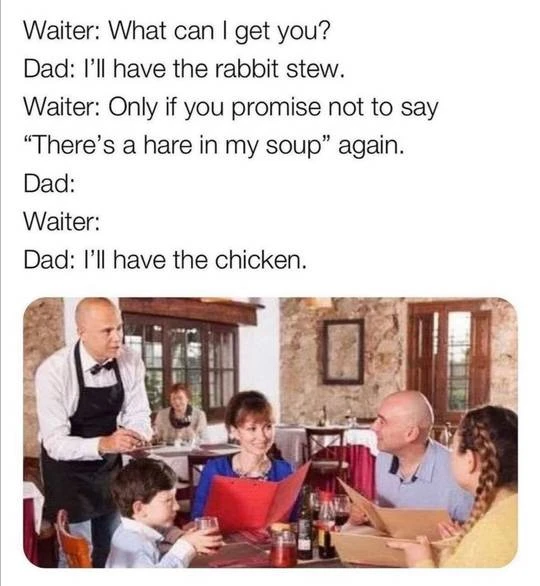 Waiter: What can I get you?
Dad: I’ll have the rabbit stew.
Waiter: Only if you promise not to say
“There’s a hare in my soup” again.
Dad:
Waiter:
Dad: I’ll have the chicken.